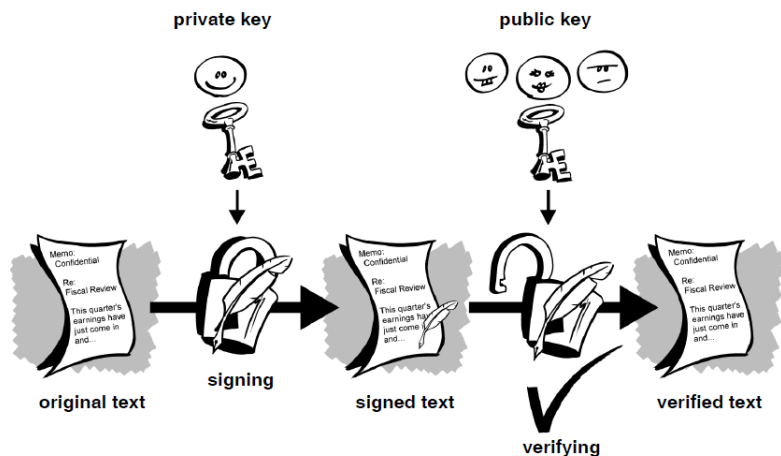 private key
public key
Memo:
Confidential
Re:
Fiscal Review
This quarter's
earnings have
just come in
and...
Memo:
Confidential
Re:
Fiscal Review
This quarter's
earnings have
just come in
and...
Memo:
Confidential
Re:
Fiscal Review
This quarter's
earnings have
just come in
and...
signing
original text
signed text
verified text
verifying